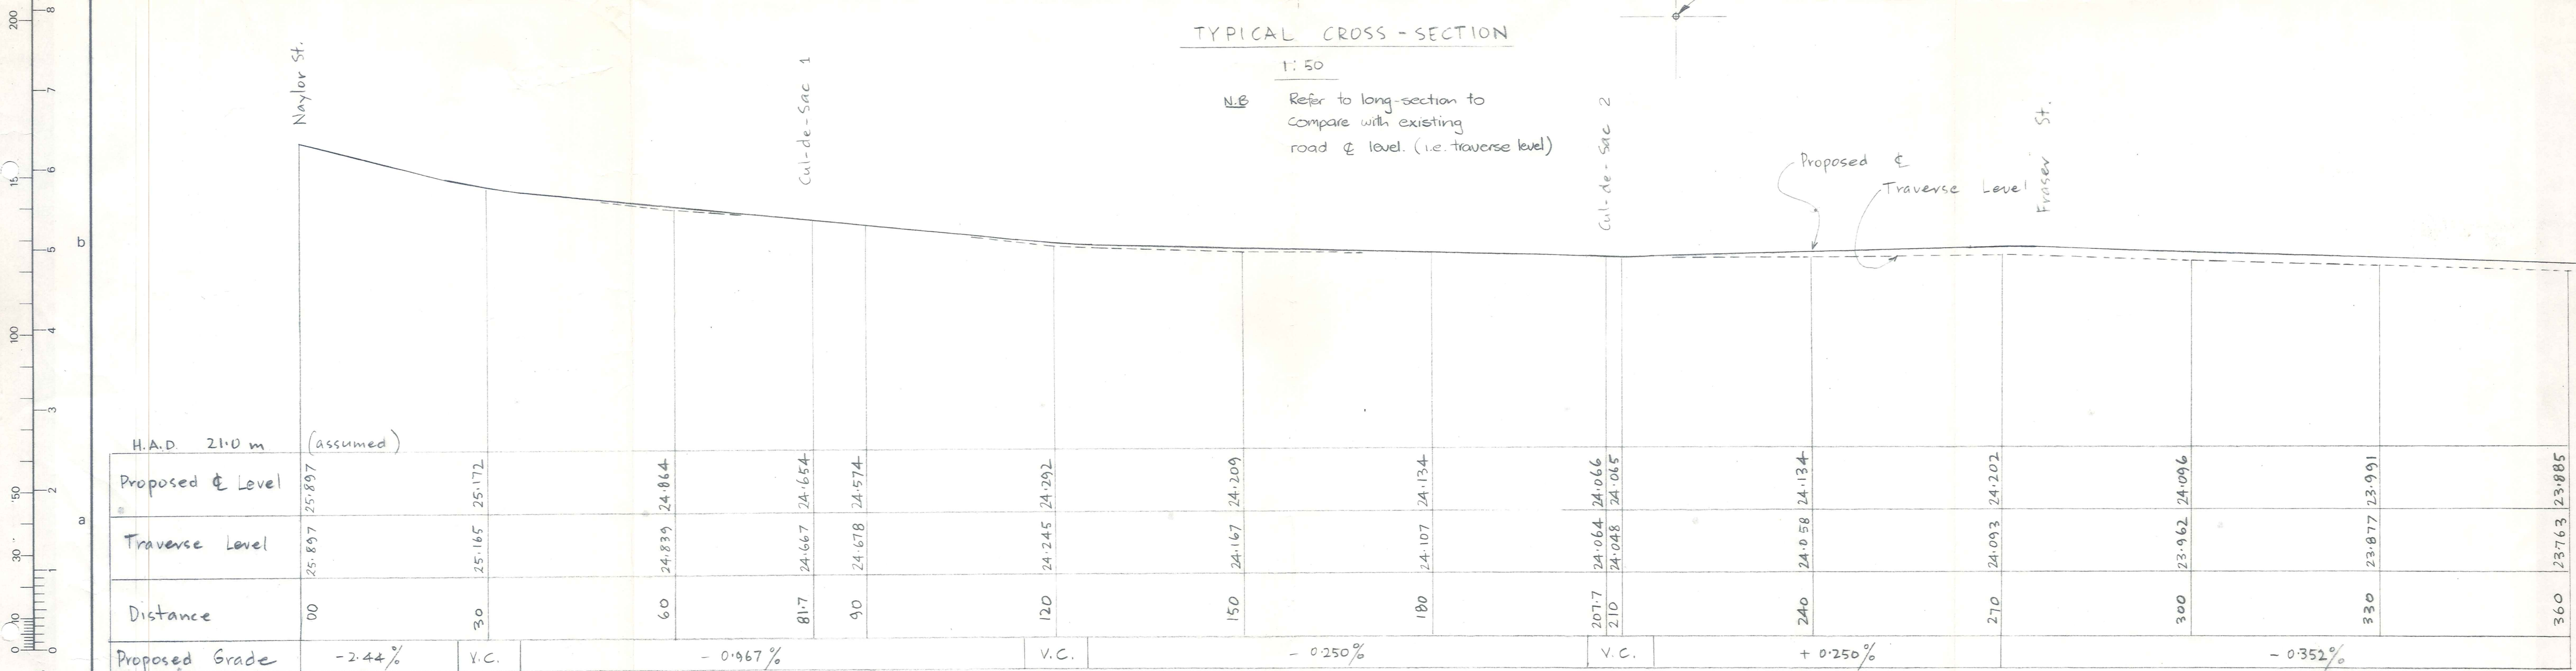 TYPICAL CROSS-SECTION
1:50
N.B Refer to long-section to
compare with existing
road ℄ level. (i.e. traverse level)
Naylor St.
Cul-de-Sac 1
Cul-de-Sac 2
Fraser St.
Proposed ℄
Traverse Level
b
a
200
15
100
50
30
10
0
8
7
6
5
4
3
2
1
0
H.A.D. 21.0 m (assumed)
Proposed ℄ Level 25.897 25.172 24.864 24.654 24.574 24.292 24.209 24.134 24.066 24.065 24.134 24.202 24.096 23.991 23.885
Traverse Level 25.897 25.165 24.839 24.667 24.678 24.245 24.167 24.107 24.064 24.048 24.058 24.093 23.962 23.877 23.763
Distance 00 30 60 81.7 90 120 150 180 207.7 210 240 270 300 330 360
Proposed Grade -2.44% V.C. -0.967% V.C. -0.250% V.C. +0.250% -0.352%